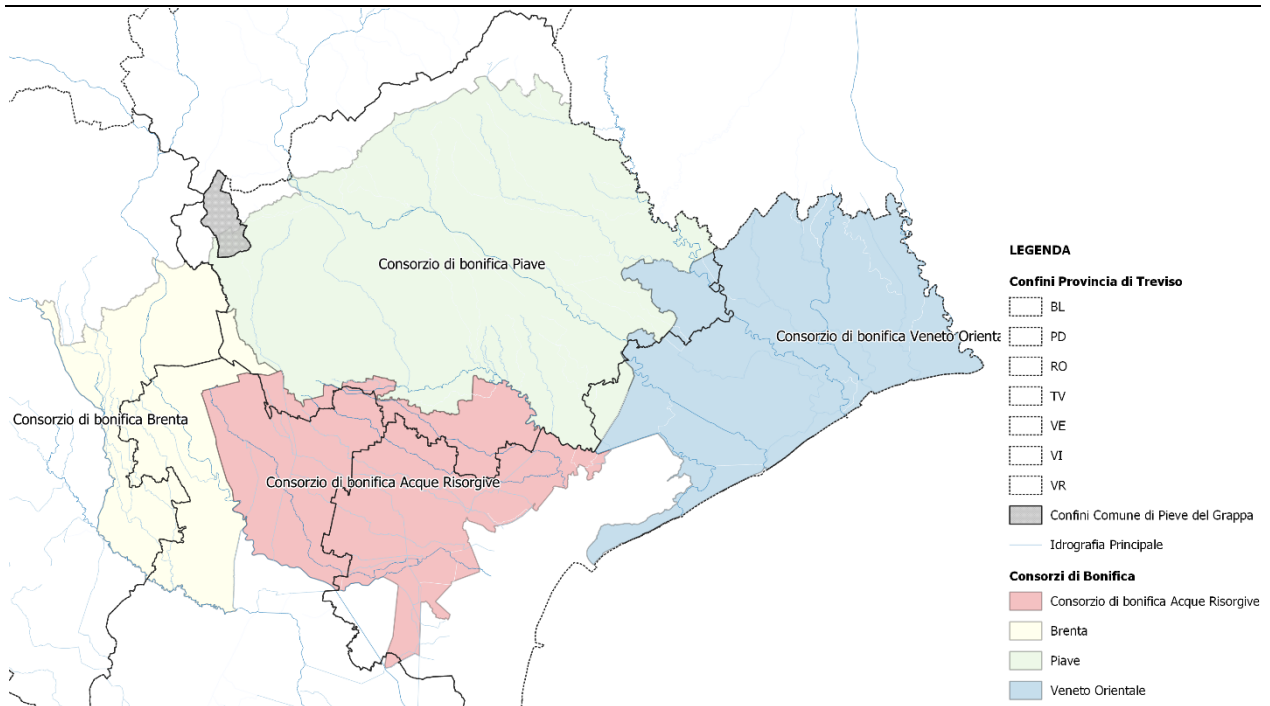 Consorzio di bonifica Piave
Consorzio di bonifica Veneto Orienta
Consorzio di bonifica Brenta
Consorzio di bonifica Acque Risorgive
LEGENDA
Confini Provincia di Treviso
BL
PD
RO
TV
VE
VI
VR
Confini Comune di Pieve del Grappa
Idrografia Principale
Consorzi di Bonifica
Consorzio di bonifica Acque Risorgive
Brenta
Piave
Veneto Orientale